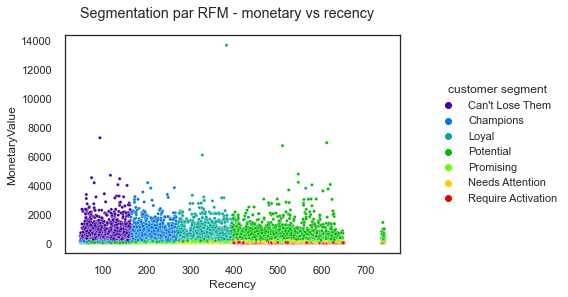 Segmentation par RFM - monetary vs recency
14000
12000
10000
8000
6000
4000
2000
0
MonetaryValue
100 200 300 400 500 600 700
Recency
customer segment
Can't Lose Them
Champions
Loyal
Potential
Promising
Needs Attention
Require Activation